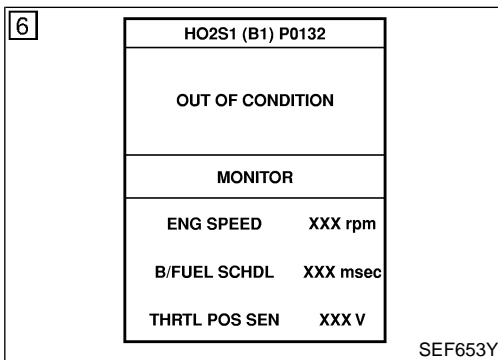 6
HO2S1 (B1) P0132
OUT OF CONDITION
MONITOR
ENG SPEED XXX rpm
B/FUEL SCHDL XXX msec
THRTL POS SEN XXX V
SEF653Y